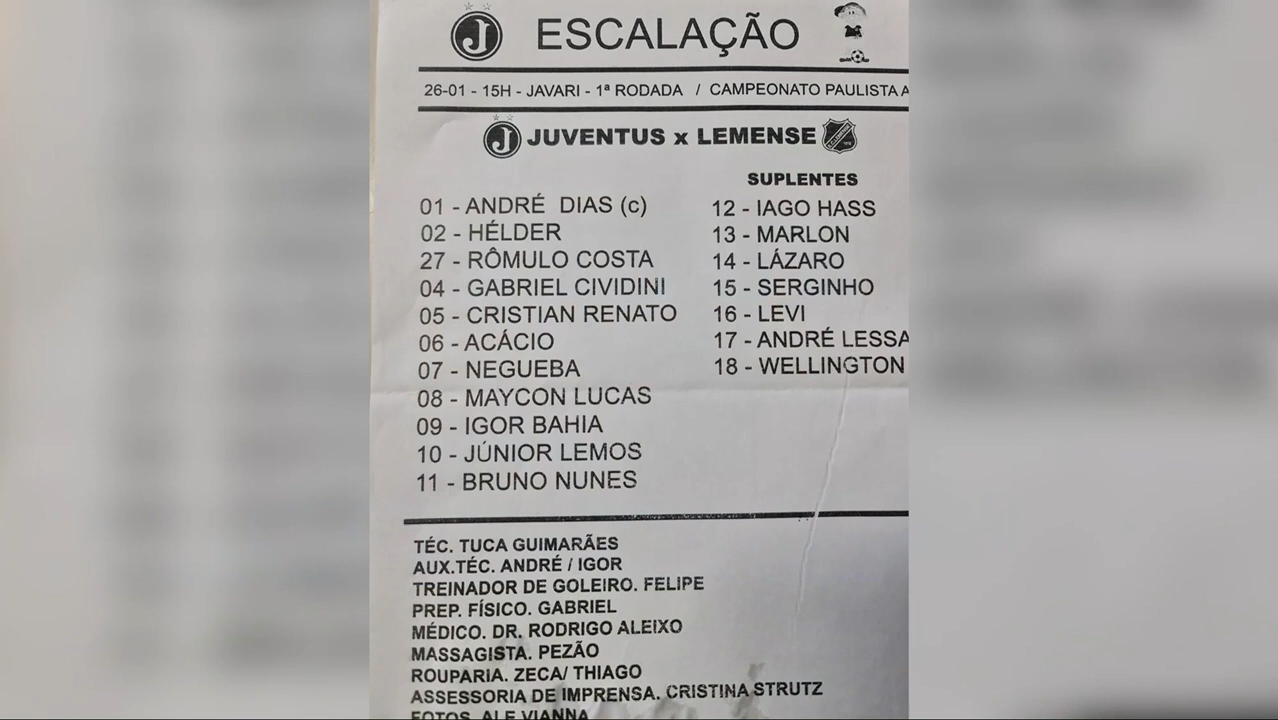 J ESCALAÇÃO
26-01 - 15H - JAVARI - 1ª RODADA / CAMPEONATO PAULISTA A
J JUVENTUS x LEMENSE
SUPLENTES
01 - ANDRÉ DIAS (c)
02 - HÉLDER
27 - RÔMULO COSTA
04 - GABRIEL CIVIDINI
05 - CRISTIAN RENATO
06 - ACÁCIO
07 - NEGUEBA
08 - MAYCON LUCAS
09 - IGOR BAHIA
10 - JÚNIOR LEMOS
11 - BRUNO NUNES
12 - IAGO HASS
13 - MARLON
14 - LÁZARO
15 - SERGINHO
16 - LEVI
17 - ANDRÉ LESSA
18 - WELLINGTON
TÉC. TUCA GUIMARÃES
AUX.TÉC. ANDRÉ / IGOR
TREINADOR DE GOLEIRO. FELIPE
PREP. FÍSICO. GABRIEL
MÉDICO. DR. RODRIGO ALEIXO
MASSAGISTA. PEZÃO
ROUPARIA. ZECA/ THIAGO
ASSESSORIA DE IMPRENSA. CRISTINA STRUTZ
FOTOS. ALE VIANNA